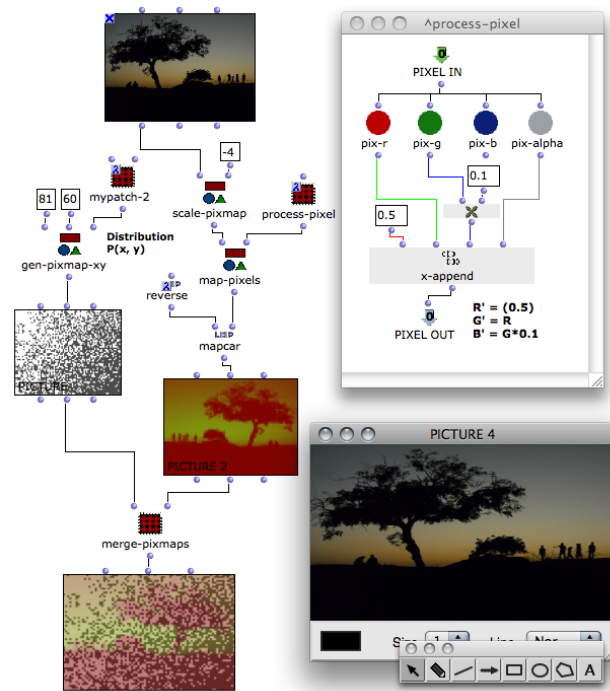 -4
mypatch-2
81
60
scale-pixmap
process-pixel
Distribution
P(x, y)
gen-pixmap-xy
map-pixels
reverse
LISP
mapcar
PICTURE
PICTURE 2
merge-pixmaps
^process-pixel
PIXEL IN
pix-r
pix-g
pix-b
pix-alpha
0.1
0.5
x-append
PIXEL OUT
R' = (0.5)
G' = R
B' = G*0.1
PICTURE 4
Size
1
Line
Nor
A